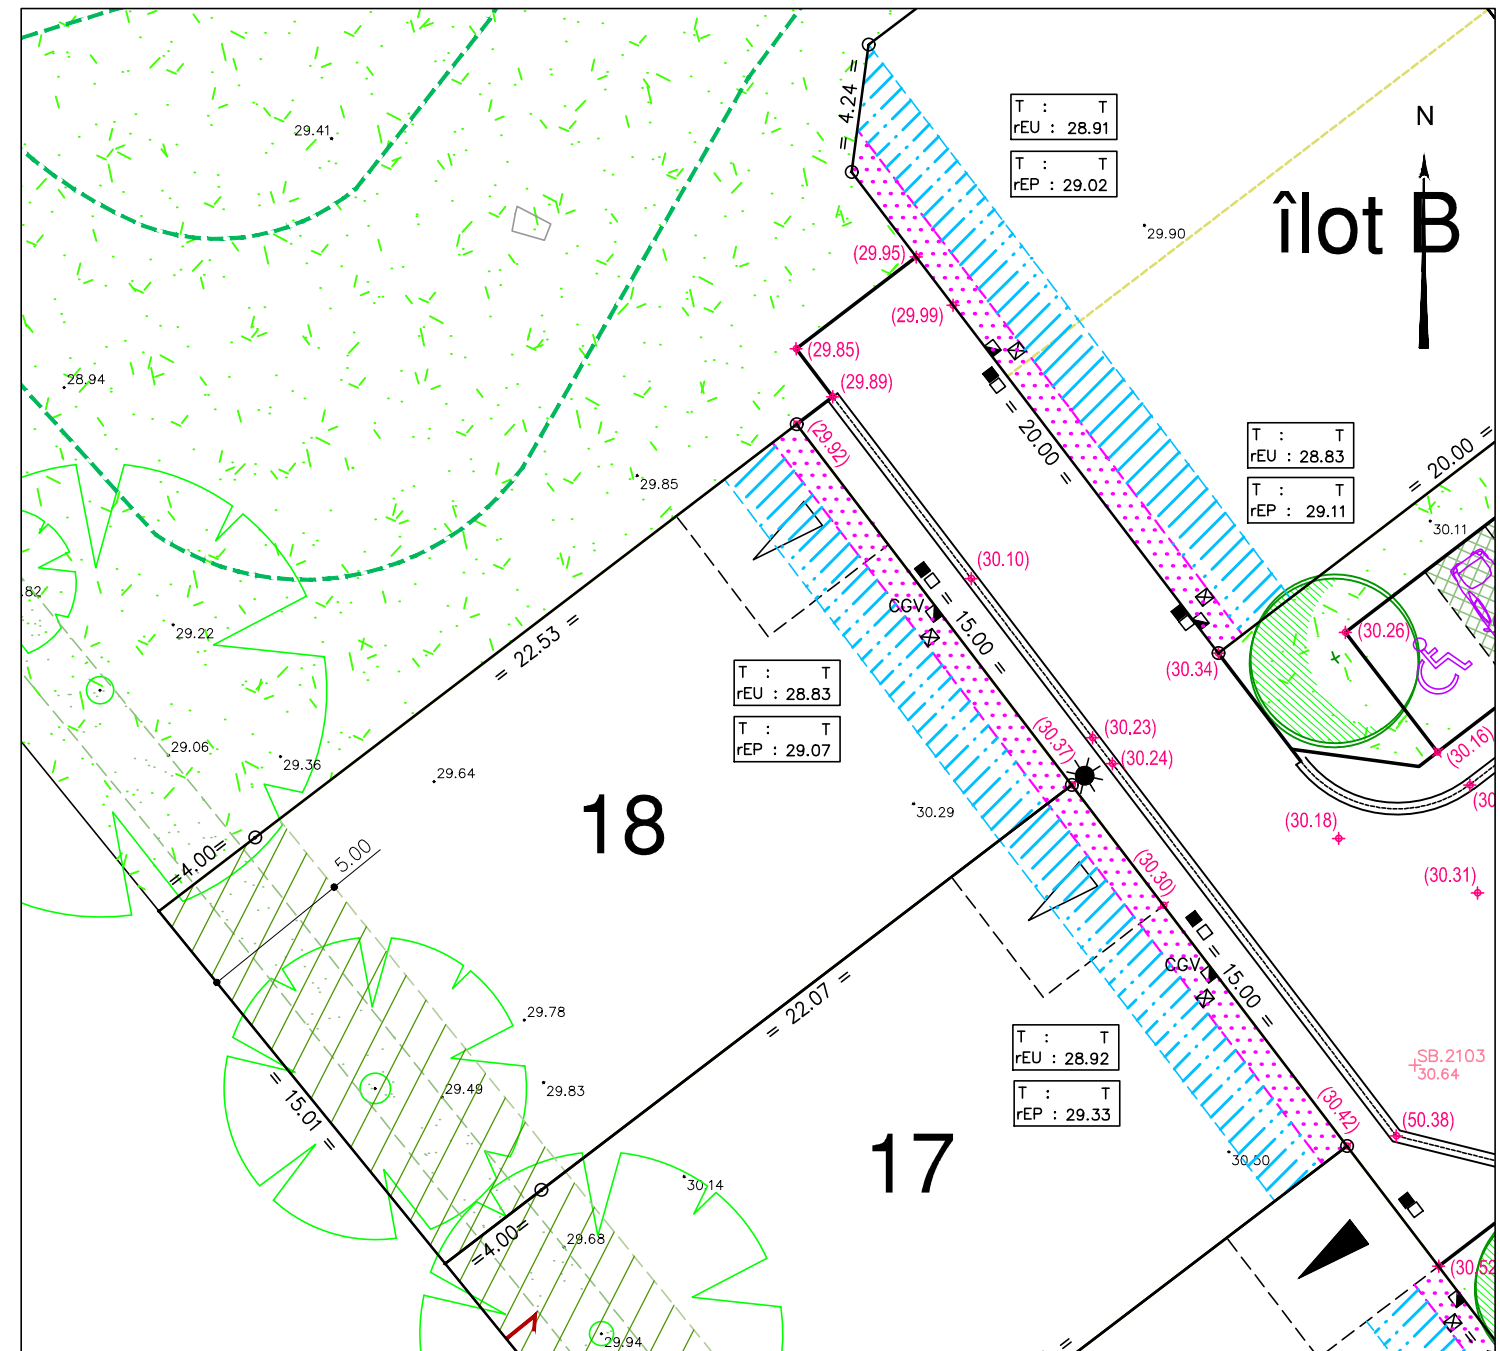 = 4.24 =
T : T
rEU : 28.91
T : T
rEP : 29.02
N
îlot B
29.41
29.90
(29.95)
(29.99)
(29.85)
28.94
(29.89)
= 20.00 =
(29.92)
T : T
rEU : 28.83
T : T
rEP : 29.11
= 20.00 =
29.85
30.11
(30.10)
.82
CGV
= 15.00 =
29.22
= 22.53 =
(30.26)
(30.34)
T : T
rEU : 28.83
T : T
rEP : 29.07
29.06
29.36
29.64
(30.37)
(30.23)
(30.24)
(30.16)
(30
18
30.29
(30.18)
=4.00=
5.00
(30.30)
(30.31)
CGV
= 15.00 =
29.78
= 22.07 =
T : T
rEU : 28.92
T : T
rEP : 29.33
SB.2103
30.64
29.49
29.83
= 15.01 =
(30.42)
(50.38)
17
30.50
30.14
=4.00=
29.68
(30.52
29.94
=
=